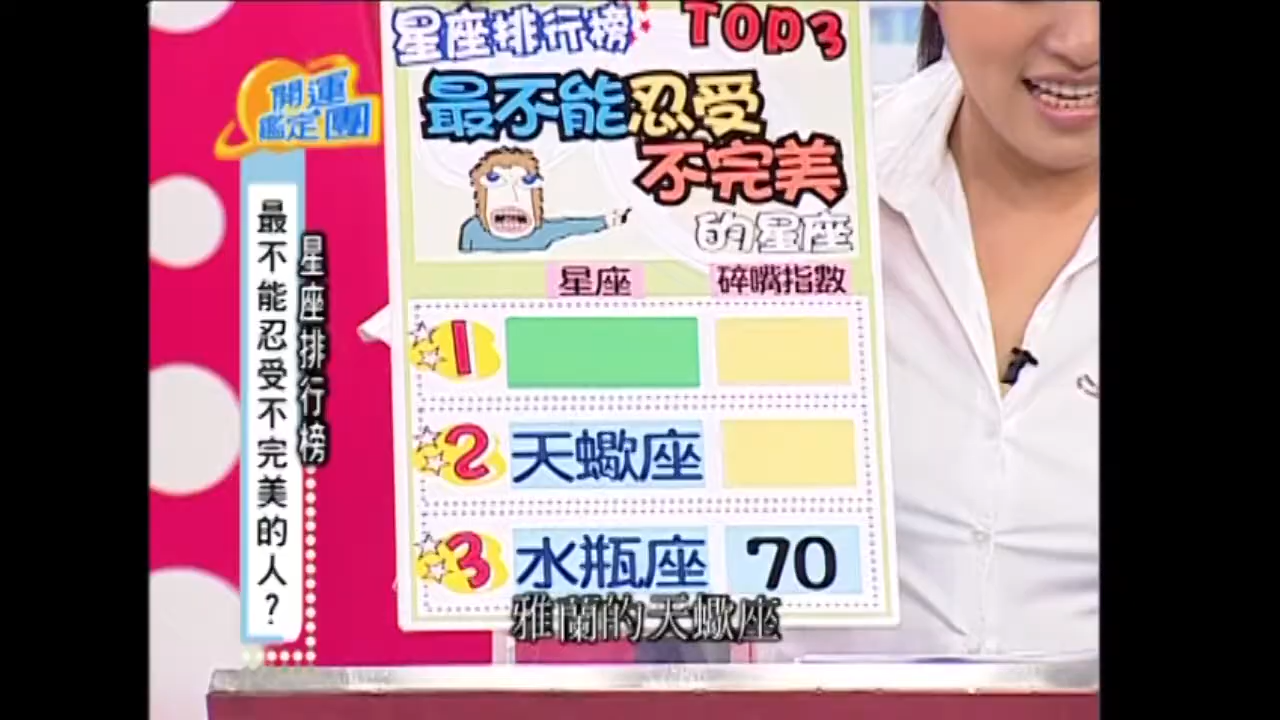 星座排行榜 TOP3
最不能忍受
不完美
的星座
星座 碎嘴指數
1
2 天蠍座
3 水瓶座 70
開運
鑑定團
星座排行榜
最不能忍受不完美的人？
雅蘭的天蠍座